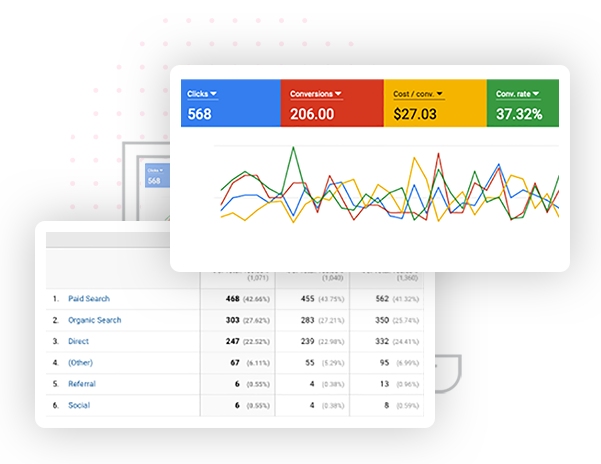 Clicks Conversions Cost / conv. Conv. rate
568 206.00 $27.03 37.32%
Clicks
568
(1,071) (1,040) (1,360)
1. Paid Search 468 (42.66%) 455 (43.75%) 562 (41.32%)
2. Organic Search 303 (27.62%) 283 (27.21%) 350 (25.74%)
3. Direct 247 (22.52%) 239 (22.98%) 332 (24.41%)
4. (Other) 67 (6.11%) 55 (5.29%) 95 (6.99%)
5. Referral 6 (0.55%) 4 (0.38%) 13 (0.96%)
6. Social 6 (0.55%) 4 (0.38%) 8 (0.59%)